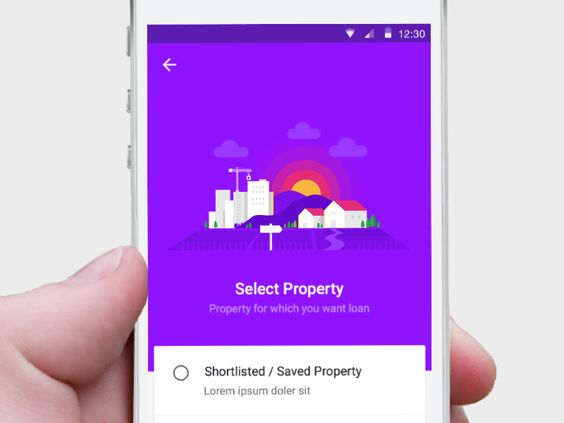 12:30
Select Property
Property for which you want loan
Shortlisted / Saved Property
Lorem ipsum doler sit